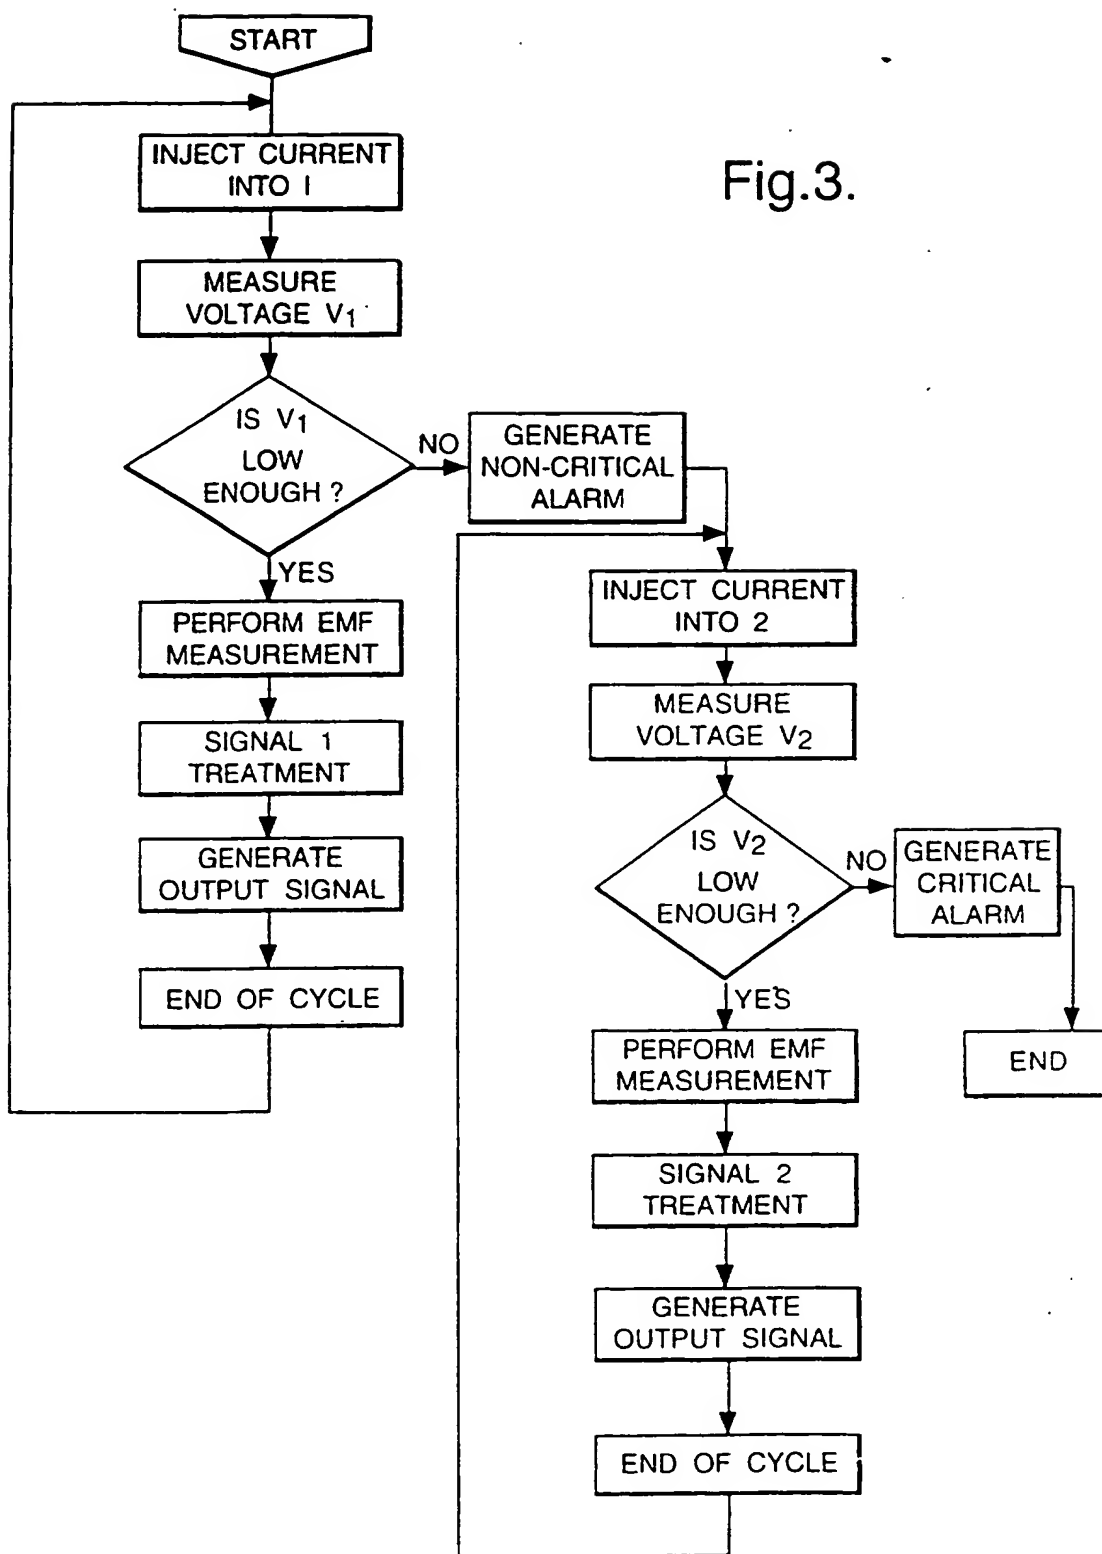 START
INJECT CURRENT
INTO I
MEASURE
VOLTAGE V1
IS V1
LOW
ENOUGH ?
YES
PERFORM EMF
MEASUREMENT
SIGNAL 1
TREATMENT
GENERATE
OUTPUT SIGNAL
END OF CYCLE
Fig.3.
NO
GENERATE
NON-CRITICAL
ALARM
INJECT CURRENT
INTO 2
MEASURE
VOLTAGE V2
IS V2
LOW
ENOUGH ?
NO
GENERATE
CRITICAL
ALARM
END
YES
PERFORM EMF
MEASUREMENT
SIGNAL 2
TREATMENT
GENERATE
OUTPUT SIGNAL
END OF CYCLE